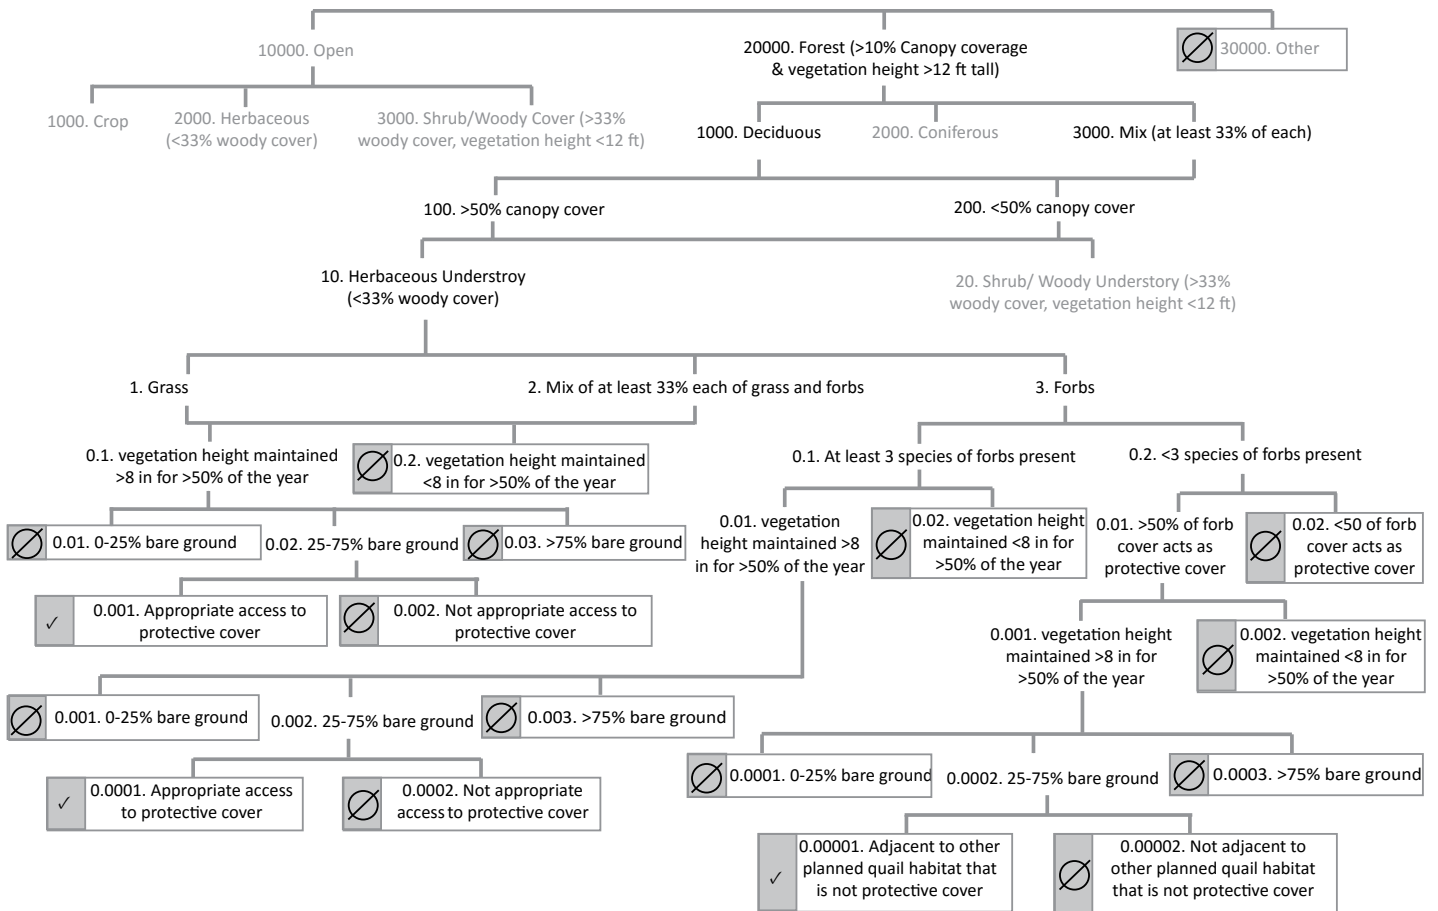 10000. Open
20000. Forest (>10% Canopy coverage
& vegetation height >12 ft tall)
30000. Other
1000. Crop
2000. Herbaceous
(<33% woody cover)
3000. Shrub/Woody Cover (>33%
woody cover, vegetation height <12 ft)
1000. Deciduous
2000. Coniferous
3000. Mix (at least 33% of each)
100. >50% canopy cover
200. <50% canopy cover
10. Herbaceous Understroy
(<33% woody cover)
20. Shrub/ Woody Understory (>33%
woody cover, vegetation height <12 ft)
1. Grass
2. Mix of at least 33% each of grass and forbs
3. Forbs
0.1. vegetation height maintained
>8 in for >50% of the year
0.2. vegetation height maintained
<8 in for >50% of the year
0.1. At least 3 species of forbs present
0.2. <3 species of forbs present
0.01. 0-25% bare ground
0.02. 25-75% bare ground
0.03. >75% bare ground
0.01. vegetation
height maintained >8
in for >50% of the year
0.02. vegetation height
maintained <8 in for
>50% of the year
0.01. >50% of forb
cover acts as
protective cover
0.02. <50 of forb
cover acts as
protective cover
✓
0.001. Appropriate access to
protective cover
0.002. Not appropriate access to
protective cover
0.001. vegetation height
maintained >8 in for
>50% of the year
0.002. vegetation height
maintained <8 in for
>50% of the year
0.001. 0-25% bare ground
0.002. 25-75% bare ground
0.003. >75% bare ground
✓
0.0001. Appropriate access
to protective cover
0.0002. Not appropriate
access to protective cover
0.0001. 0-25% bare ground
0.0002. 25-75% bare ground
0.0003. >75% bare ground
✓
0.00001. Adjacent to other
planned quail habitat that
is not protective cover
0.00002. Not adjacent to
other planned quail habitat
that is not protective cover